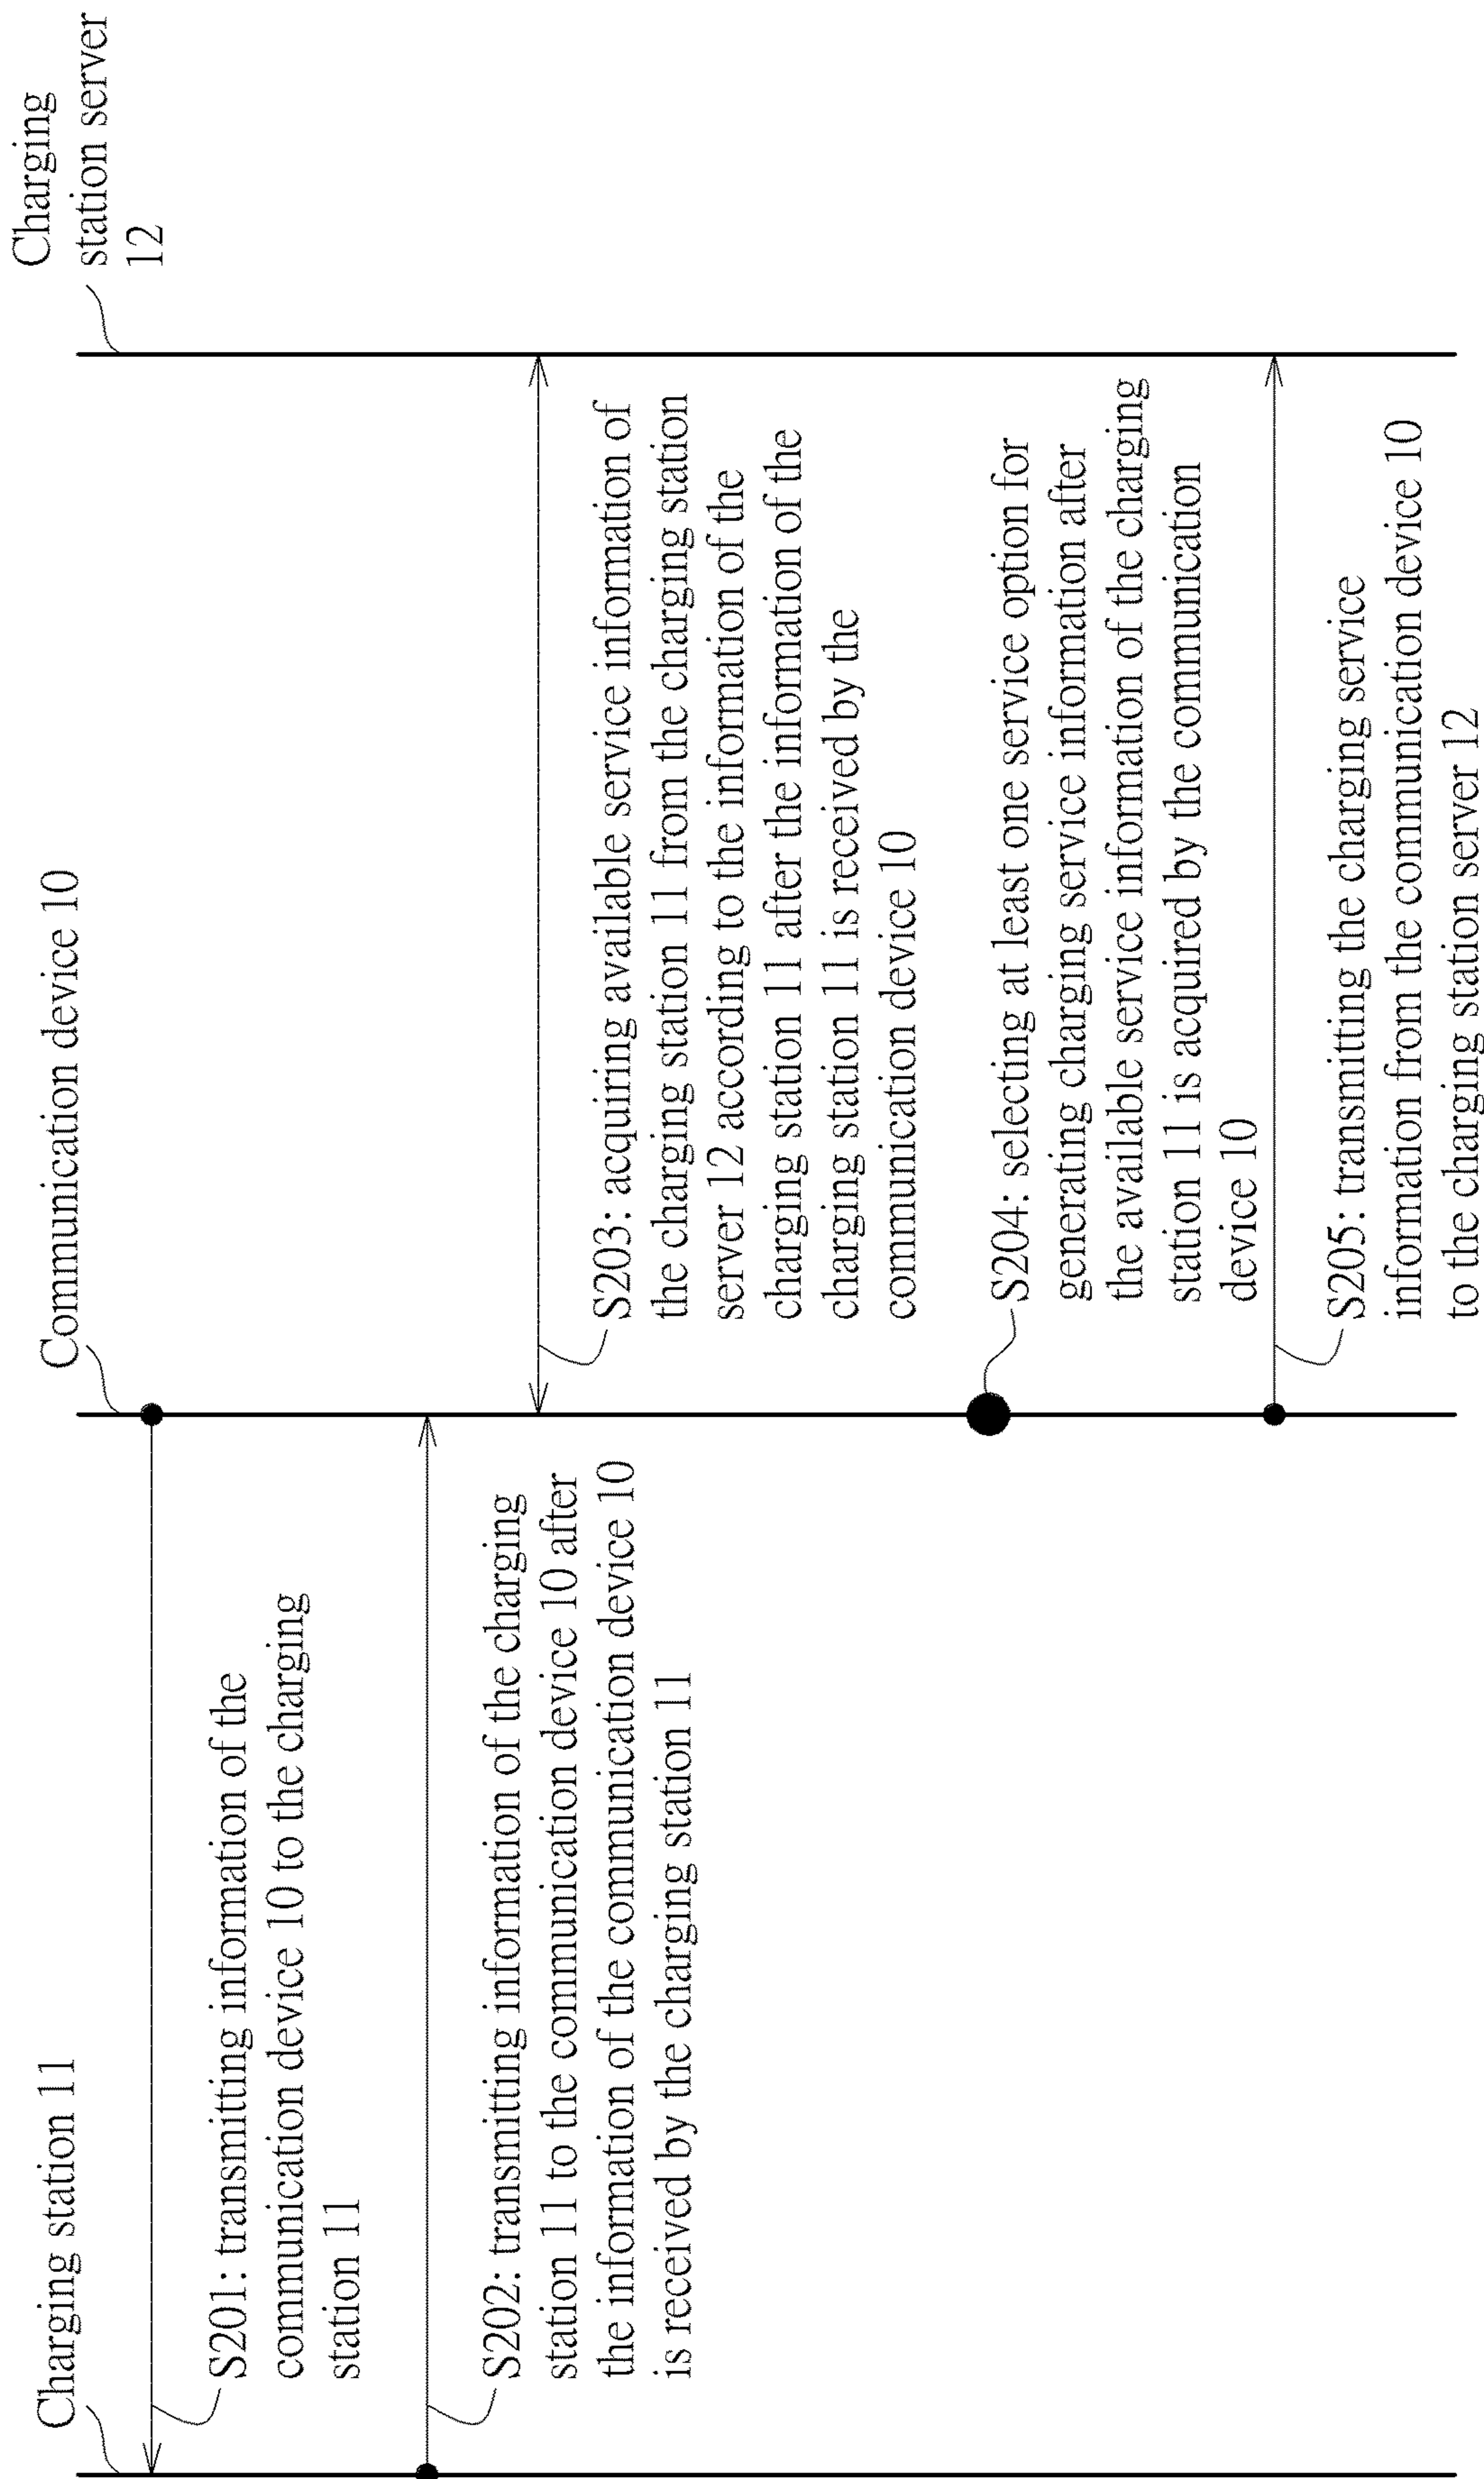 Charging station 11
Communication device 10
Charging
station server
12
S201: transmitting information of the
communication device 10 to the charging
station 11
S202: transmitting information of the charging
station 11 to the communication device 10 after
the information of the communication device 10
is received by the charging station 11
S203: acquiring available service information of
the charging station 11 from the charging station
server 12 according to the information of the
charging station 11 after the information of the
charging station 11 is received by the
communication device 10
S204: selecting at least one service option for
generating charging service information after
the available service information of the charging
station 11 is acquired by the communication
device 10
S205: transmitting the charging service
information from the communication device 10
to the charging station server 12